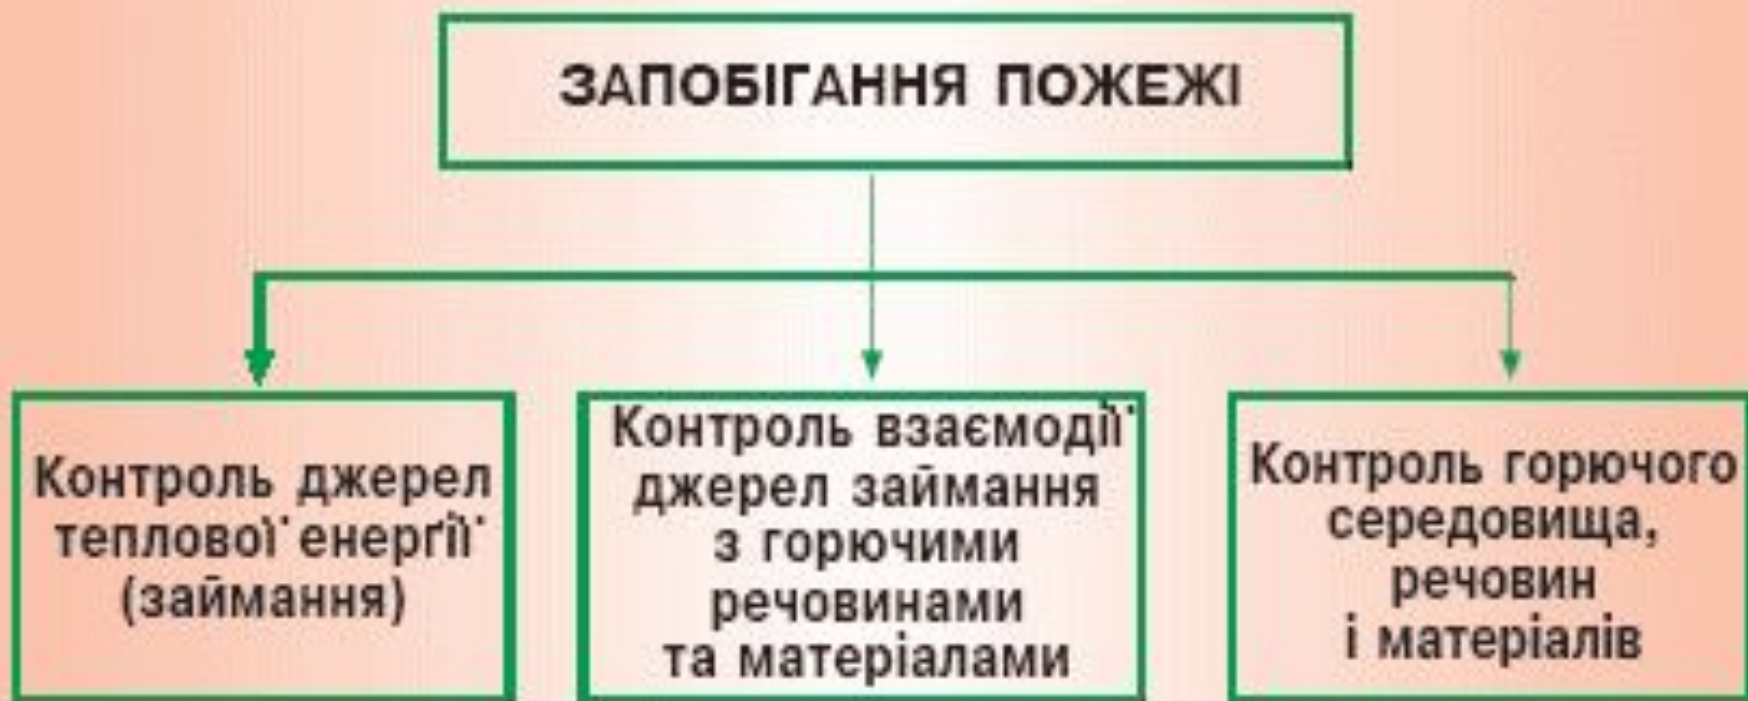 ЗАПОБІГАННЯ ПОЖЕЖІ
Контроль джерел
теплової енергії
(займання)
Контроль взаємодії
джерел займання
з горючими
речовинами
та матеріалами
Контроль горючого
середовища,
речовин
і матеріалів